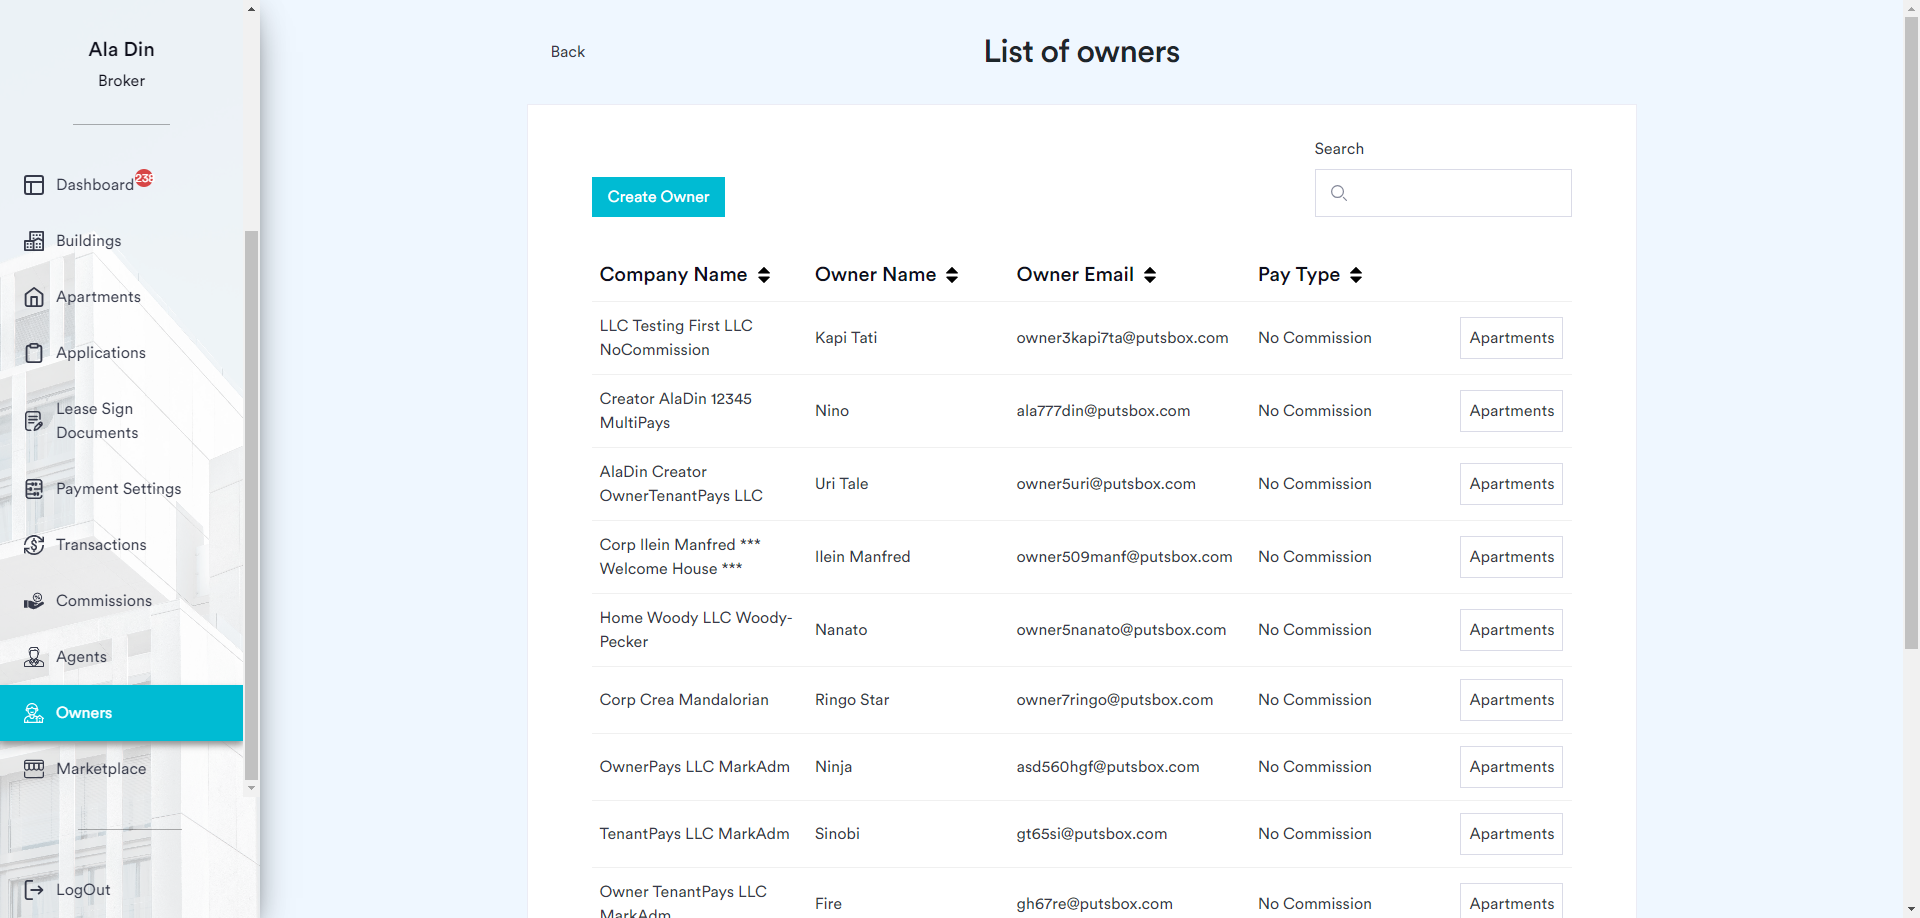 Ala Din
Broker
Dashboard 238
Buildings
Apartments
Applications
Lease Sign
Documents
Payment Settings
Transactions
Commissions
Agents
Owners
Marketplace
LogOut
Back
List of owners
Search
Create Owner
Company Name Owner Name Owner Email Pay Type
LLC Testing First LLC
NoCommission
Kapi Tati owner3kapi7ta@putsbox.com No Commission Apartments
Creator AlaDin 12345
MultiPays
Nino ala777din@putsbox.com No Commission Apartments
AlaDin Creator
OwnerTenantPays LLC
Uri Tale owner5uri@putsbox.com No Commission Apartments
Corp Ilein Manfred ***
Welcome House ***
Ilein Manfred owner509manf@putsbox.com No Commission Apartments
Home Woody LLC Woody-
Pecker
Nanato owner5nanato@putsbox.com No Commission Apartments
Corp Crea Mandalorian Ringo Star owner7ringo@putsbox.com No Commission Apartments
OwnerPays LLC MarkAdm Ninja asd560hgf@putsbox.com No Commission Apartments
TenantPays LLC MarkAdm Sinobi gt65si@putsbox.com No Commission Apartments
Owner TenantPays LLC
MarkAdm
Fire gh67re@putsbox.com No Commission Apartments